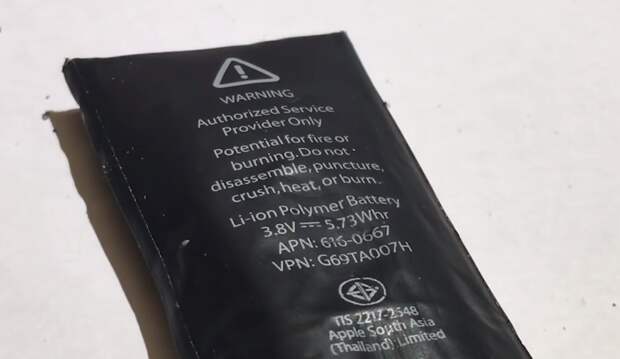 WARNING
Authorized Service
Provider Only
Potential for fire or
burning. Do not
disassemble, puncture,
crush, heat, or burn.
Li-ion Polymer Battery
3.8V ⎓ 5.73Whr
APN: 616-0667
VPN: G69TA007H
TIS 2217-2548
Apple South Asia
(Thailand) Limited